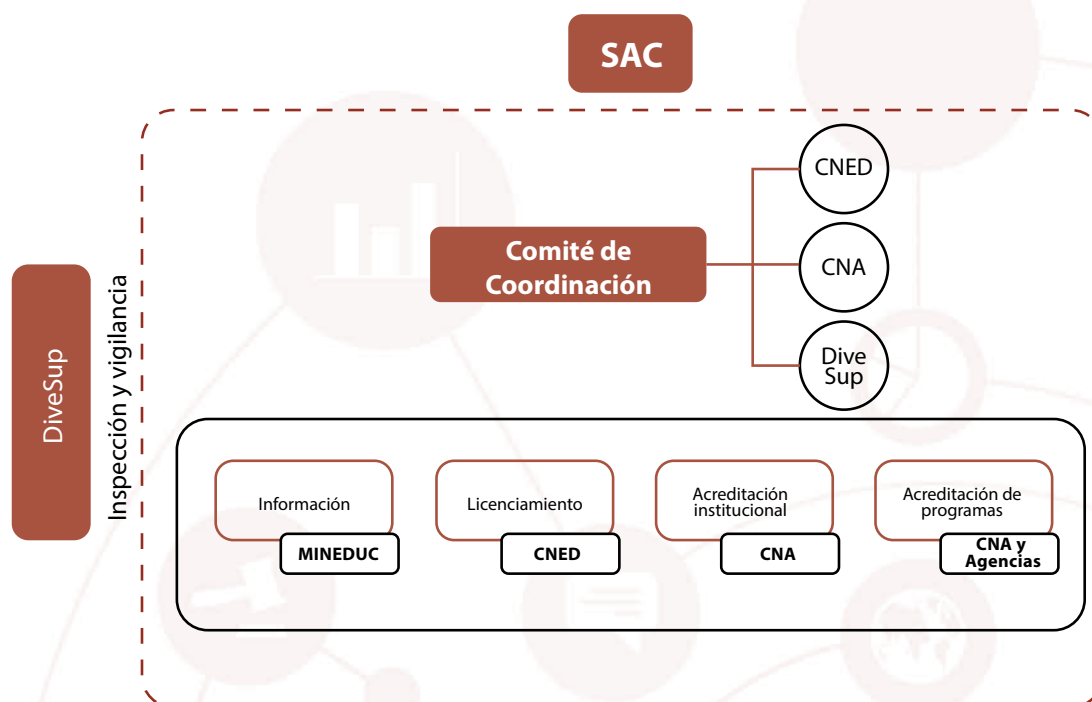 SAC
CNED
Comité de
Coordinación
CNA
Dive
Sup
DiveSup
Inspección y vigilancia
Información
MINEDUC
Licenciamiento
CNED
Acreditación
institucional
CNA
Acreditación de
programas
CNA y
Agencias